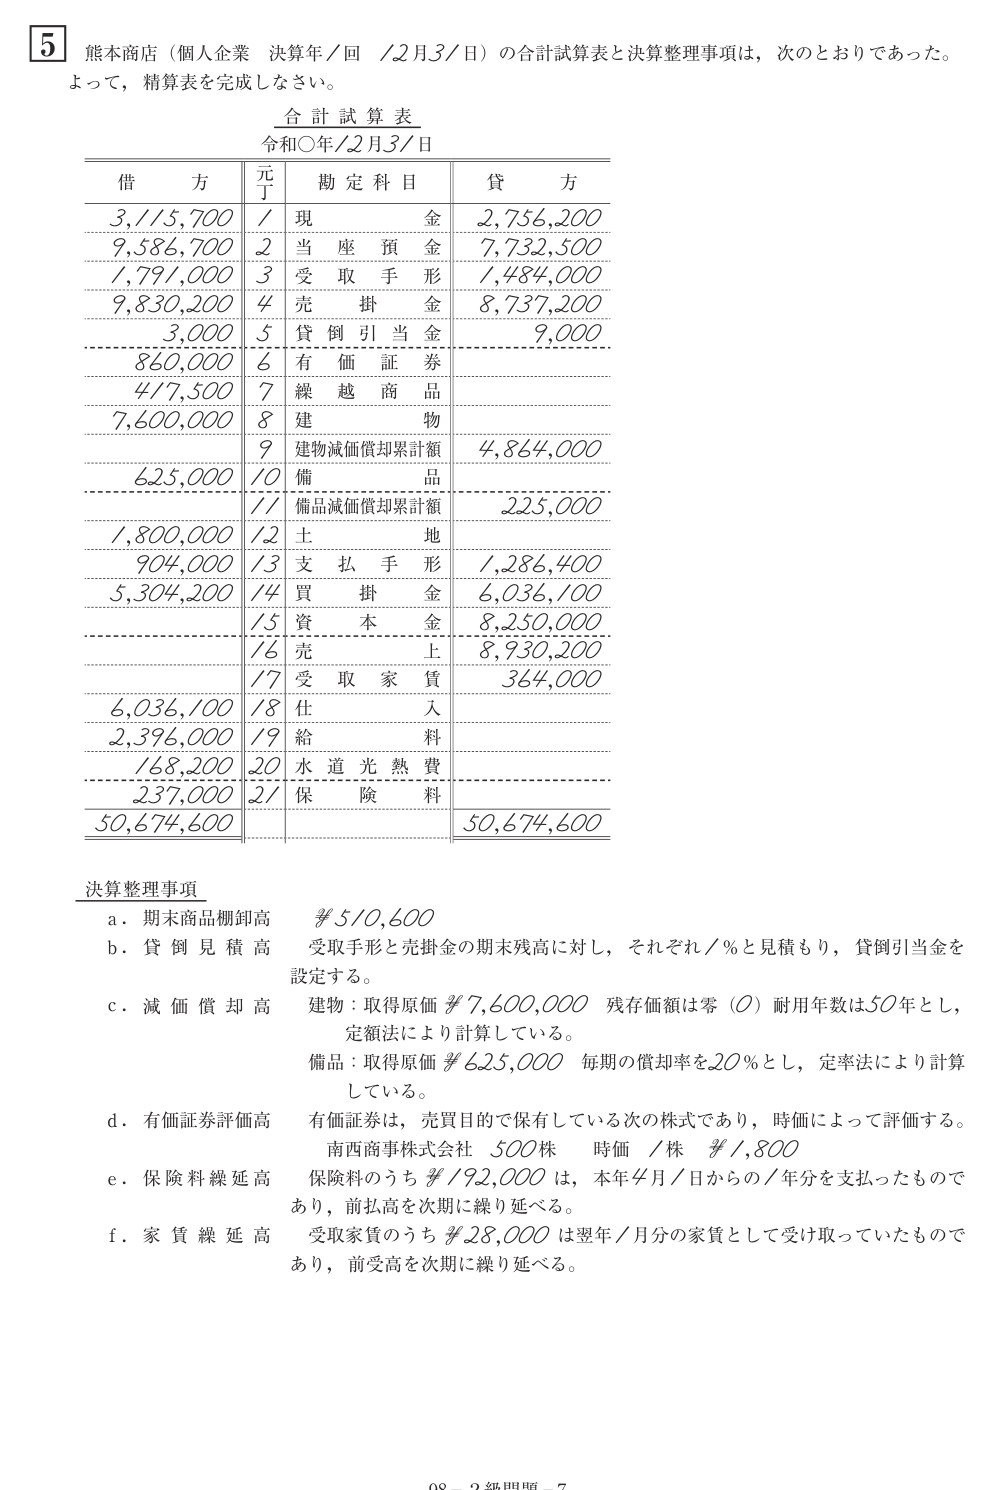 5 熊本商店（個人企業　決算年1回　12月31日）の合計試算表と決算整理事項は，次のとおりであった。
よって，精算表を完成しなさい。
合計試算表
令和〇年12月31日
借方 元丁 勘定科目 貸方
3,115,700 1 現金 2,756,200
9,586,700 2 当座預金 7,732,500
1,791,000 3 受取手形 1,484,000
9,830,200 4 売掛金 8,737,200
3,000 5 貸倒引当金 9,000
860,000 6 有価証券
417,500 7 繰越商品
7,600,000 8 建物
9 建物減価償却累計額 4,864,000
625,000 10 備品
11 備品減価償却累計額 225,000
1,800,000 12 土地
904,000 13 支払手形 1,286,400
5,304,200 14 買掛金 6,036,100
15 資本金 8,250,000
16 売上 8,930,200
17 受取家賃 364,000
6,036,100 18 仕入
2,396,000 19 給料
168,200 20 水道光熱費
237,000 21 保険料
50,674,600 50,674,600
決算整理事項
a．期末商品棚卸高　¥510,600
b．貸倒見積高　受取手形と売掛金の期末残高に対し，それぞれ1％と見積もり，貸倒引当金を
設定する。
c．減価償却高　建物：取得原価¥7,600,000　残存価額は零（0）耐用年数は50年とし，
定額法により計算している。
備品：取得原価¥625,000　毎期の償却率を20％とし，定率法により計算
している。
d．有価証券評価高　有価証券は，売買目的で保有している次の株式であり，時価によって評価する。
南西商事株式会社　500株　時価　1株　¥1,800
e．保険料繰延高　保険料のうち¥192,000は，本年4月1日からの1年分を支払ったもので
あり，前払高を次期に繰り延べる。
f．家賃繰延高　受取家賃のうち¥28,000は翌年1月分の家賃として受け取っていたもので
あり，前受高を次期に繰り延べる。
98－2級問題－7